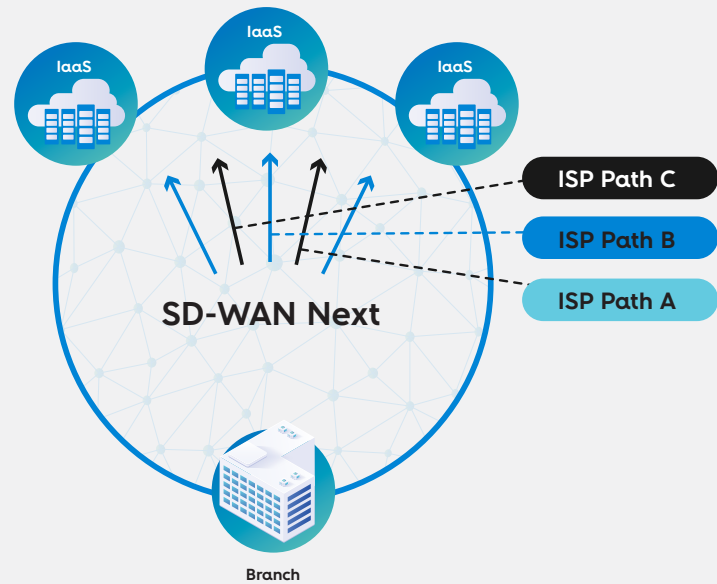 IaaS
IaaS
IaaS
ISP Path C
ISP Path B
ISP Path A
SD-WAN Next
Branch